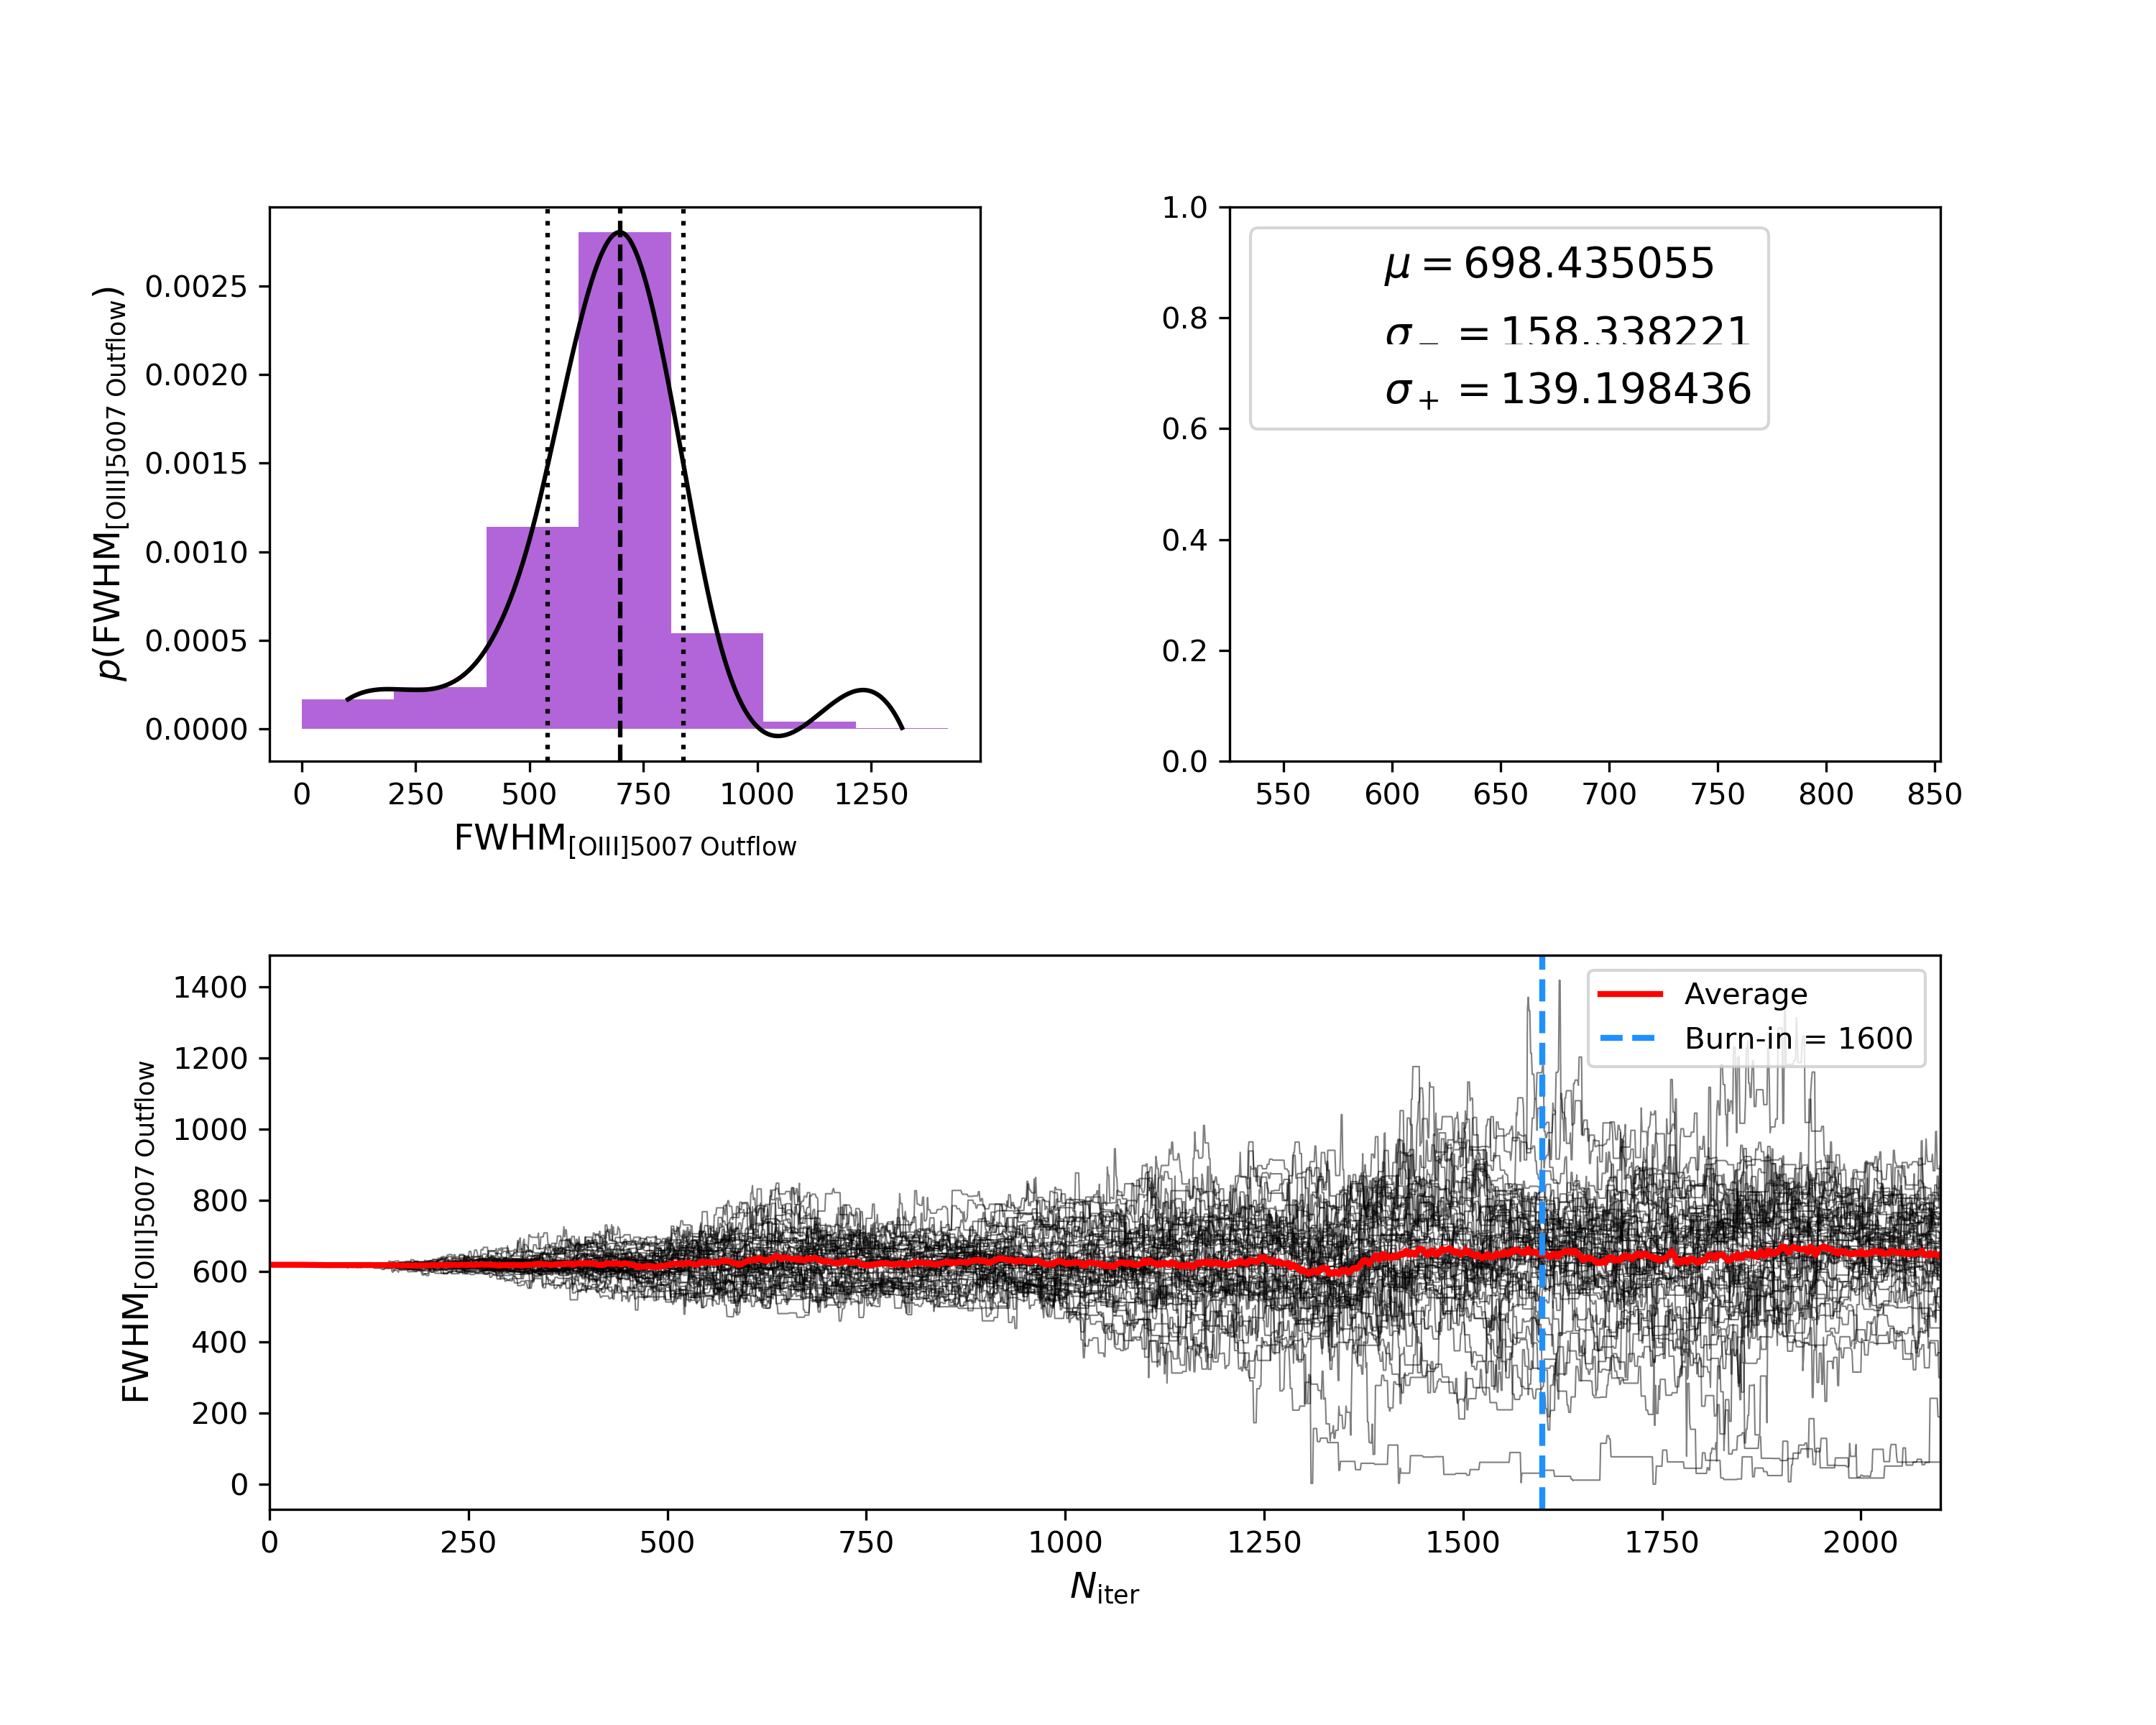 0.0025
0.0020
0.0015
0.0010
0.0005
0.0000
p(FWHM[OIII]5007 Outflow)
0 250 500 750 1000 1250
FWHM[OIII]5007 Outflow
1.0
0.8
0.6
0.4
0.2
0.0
μ = 698.435055
σ− = 158.338221
σ+ = 139.198436
550 600 650 700 750 800 850
1400
1200
1000
800
600
400
200
0
FWHM[OIII]5007 Outflow
Average
Burn-in = 1600
0 250 500 750 1000 1250 1500 1750 2000
Niter